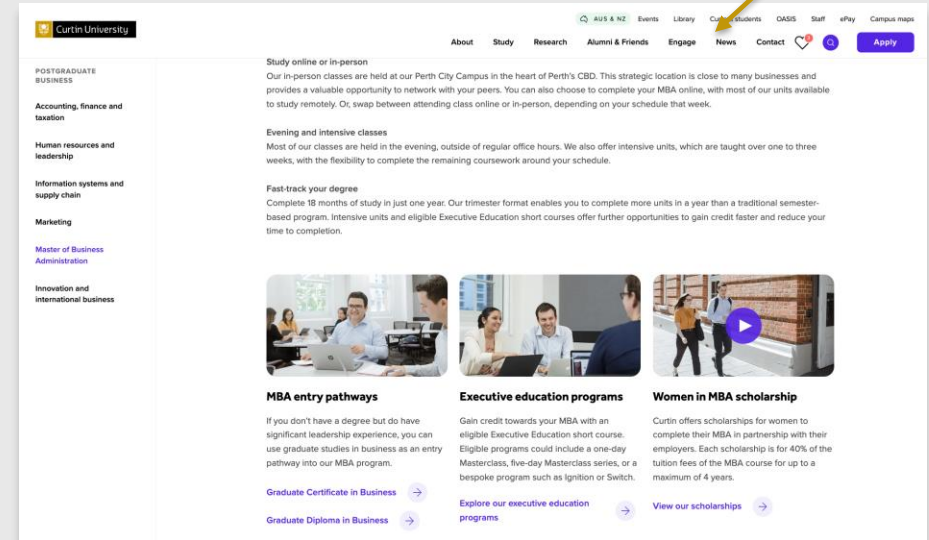 Curtin University
AUS & NZ Events Library Current students OASIS Staff ePay Campus maps
About Study Research Alumni & Friends Engage News Contact Apply
POSTGRADUATE
BUSINESS
Accounting, finance and
taxation
Human resources and
leadership
Information systems and
supply chain
Marketing
Master of Business
Administration
Innovation and
international business
Study online or in-person
Our in-person classes are held at our Perth City Campus in the heart of Perth's CBD. This strategic location is close to many businesses and
provides a valuable opportunity to network with your peers. You can also choose to complete your MBA online, with most of our units available
to study remotely. Or, swap between attending class online or in-person, depending on your schedule that week.
Evening and intensive classes
Most of our classes are held in the evening, outside of regular office hours. We also offer intensive units, which are taught over one to three
weeks, with the flexibility to complete the remaining coursework around your schedule.
Fast-track your degree
Complete 18 months of study in just one year. Our trimester format enables you to complete more units in a year than a traditional semester-
based program. Intensive units and eligible Executive Education short courses offer further opportunities to gain credit faster and reduce your
time to completion.
MBA entry pathways
If you don't have a degree but do have
significant leadership experience, you can
use graduate studies in business as an entry
pathway into our MBA program.
Graduate Certificate in Business
Graduate Diploma in Business
Executive education programs
Gain credit towards your MBA with an
eligible Executive Education short course.
Eligible programs could include a one-day
Masterclass, five-day Masterclass series, or a
bespoke program such as Ignition or Switch.
Explore our executive education
programs
Women in MBA scholarship
Curtin offers scholarships for women to
complete their MBA in partnership with their
employers. Each scholarship is for 40% of the
tuition fees of the MBA course for up to a
maximum of 4 years.
View our scholarships